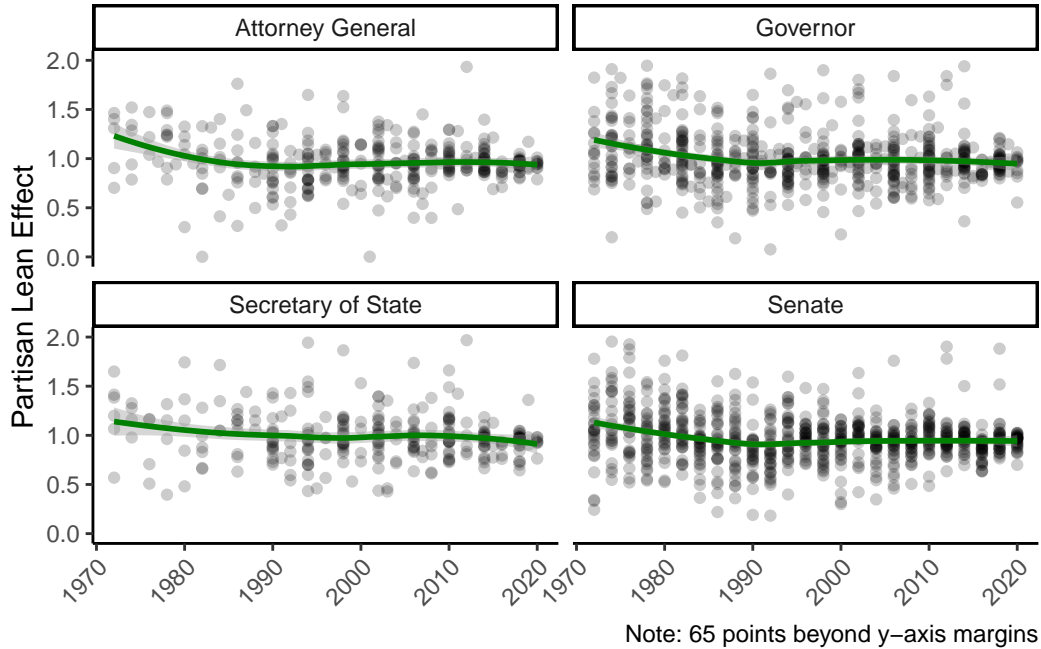 Attorney General
Governor
Partisan Lean Effect
2.0
1.5
1.0
0.5
0.0
Secretary of State
Senate
2.0
1.5
1.0
0.5
0.0
1970 1980 1990 2000 2010 2020 1970 1980 1990 2000 2010 2020
Note: 65 points beyond y−axis margins